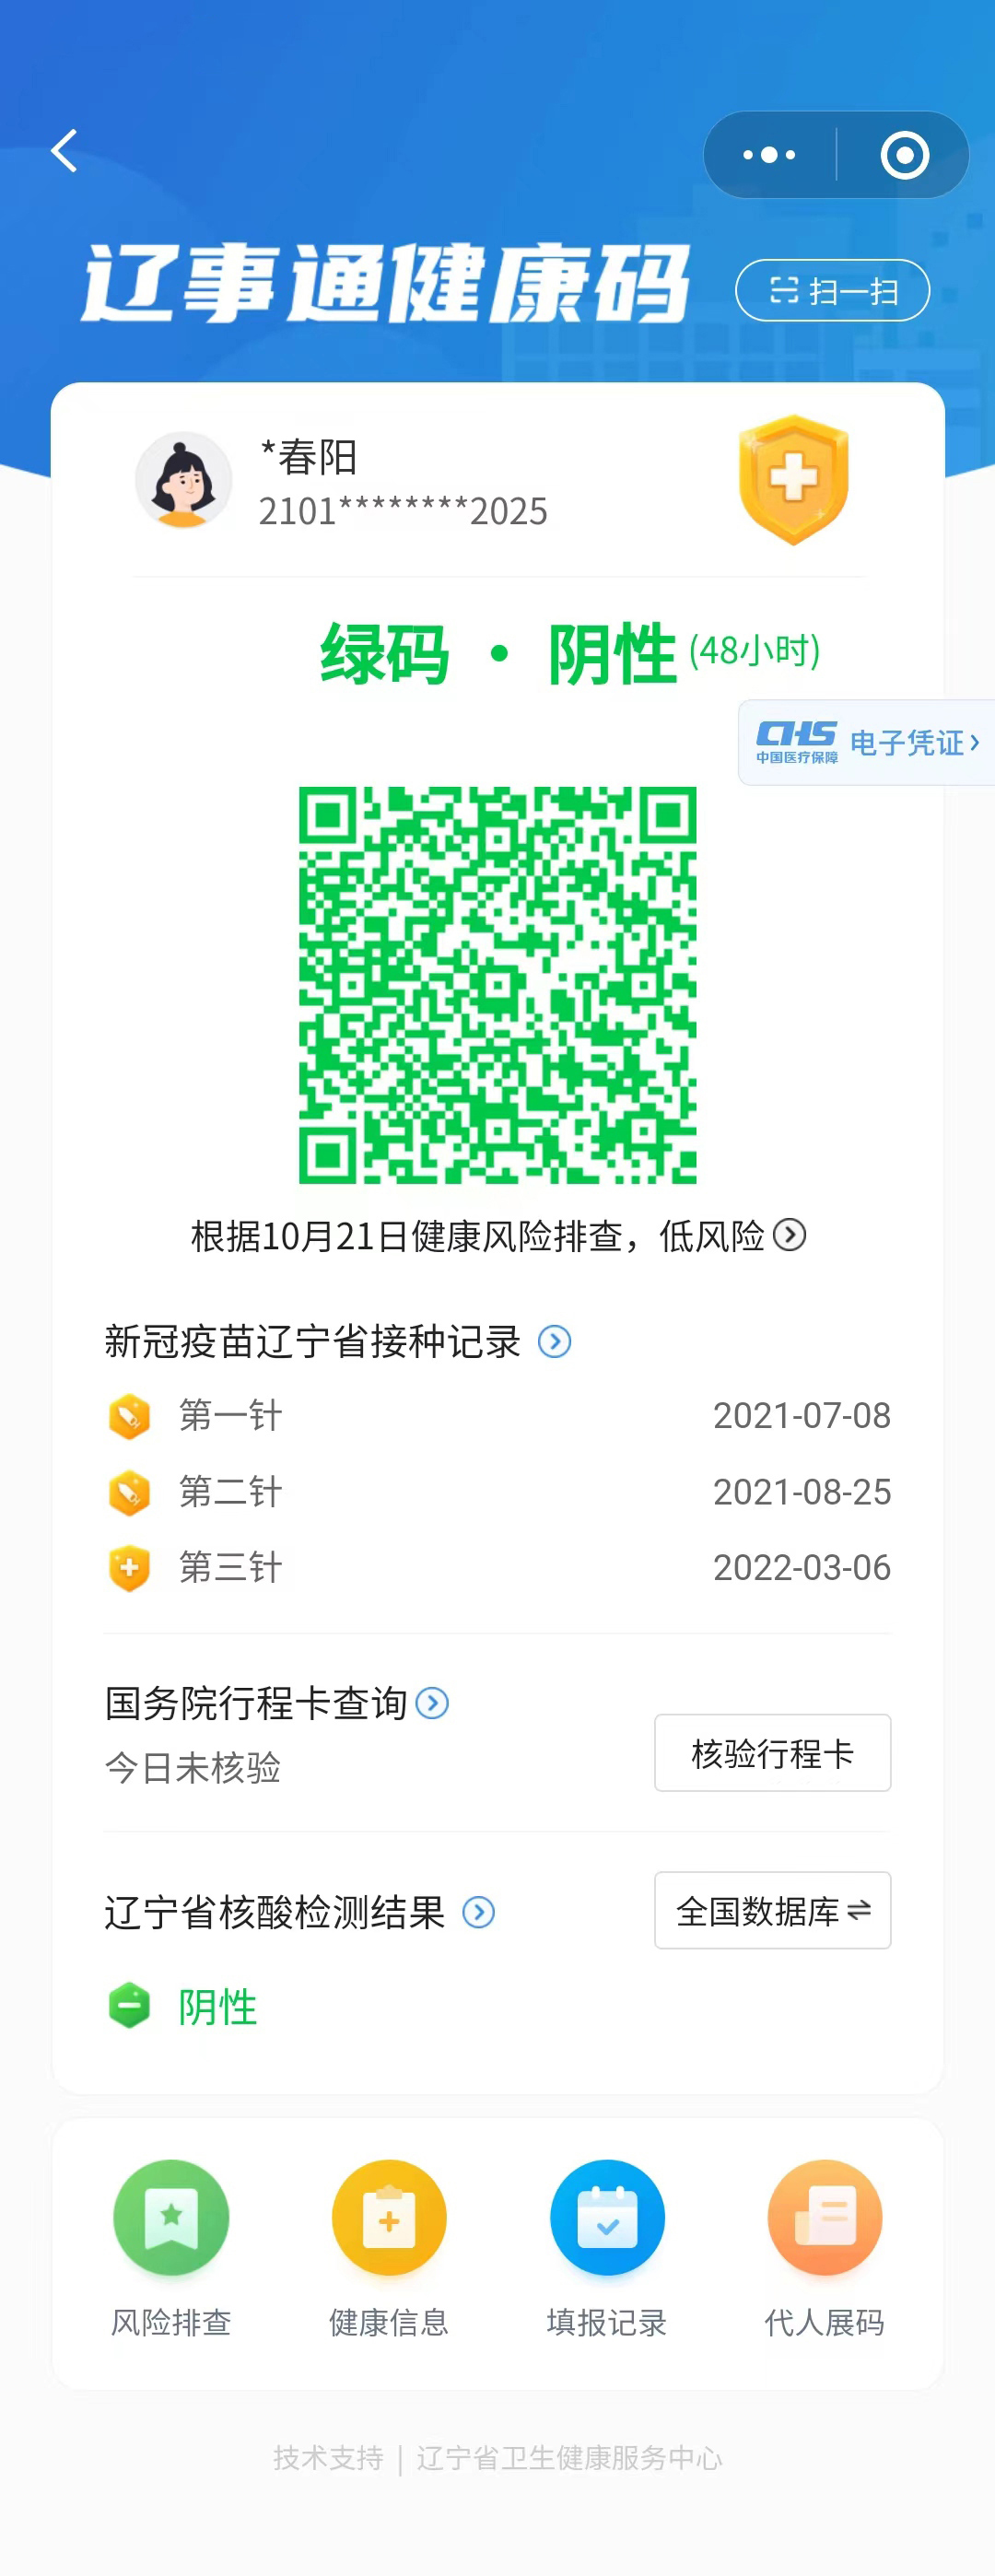 辽事通健康码
扫一扫
*春阳
2101********2025
绿码 · 阴性 (48小时)
CHS
中国医疗保障
电子凭证
根据10月21日健康风险排查，低风险
新冠疫苗辽宁省接种记录
第一针 2021-07-08
第二针 2021-08-25
第三针 2022-03-06
国务院行程卡查询
今日未核验
核验行程卡
辽宁省核酸检测结果
全国数据库
阴性
风险排查 健康信息 填报记录 代人展码
技术支持 | 辽宁省卫生健康服务中心